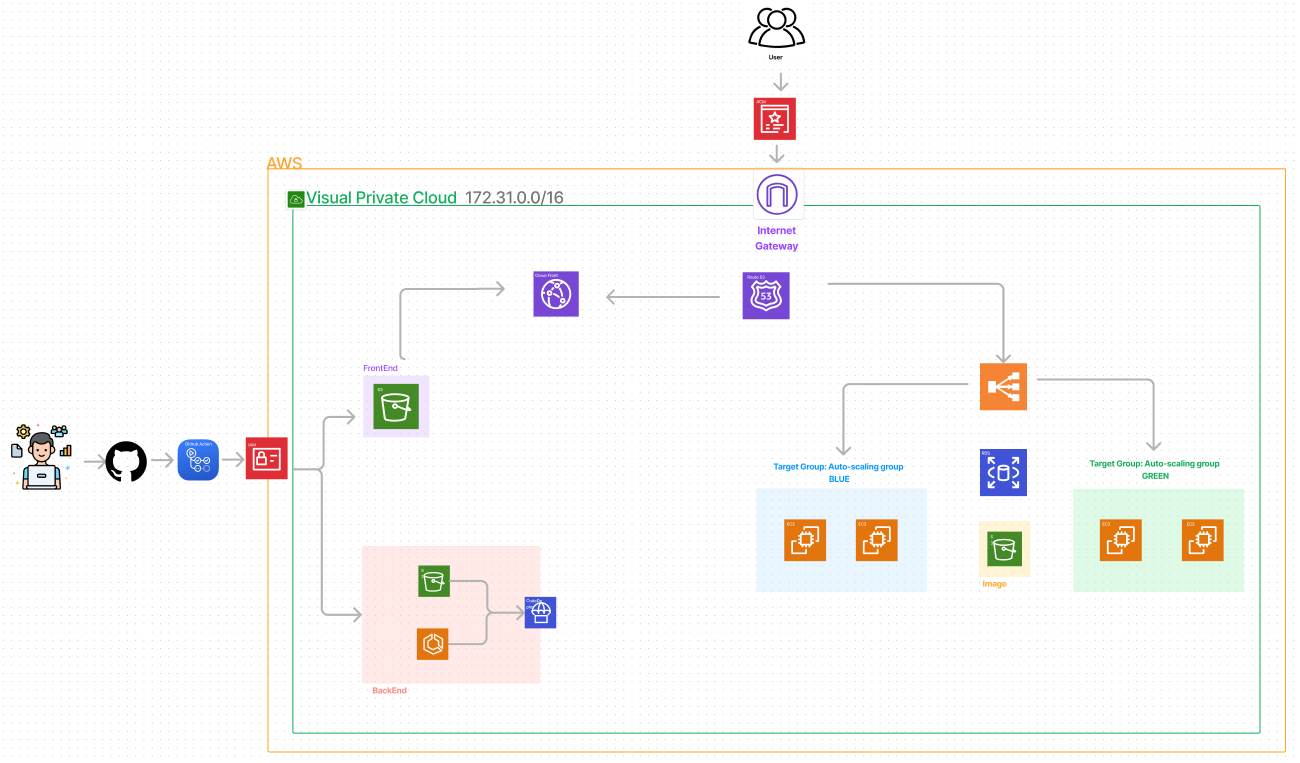 User
ACM
AWS
Visual Private Cloud 172.31.0.0/16
Internet
Gateway
Cloud Front
Route 53
53
FrontEnd
S3
Github Action
IAM
Target Group: Auto-scaling group
BLUE
RDS
Target Group: Auto-scaling group
GREEN
EC2
EC2
EC2
EC2
Image
BackEnd